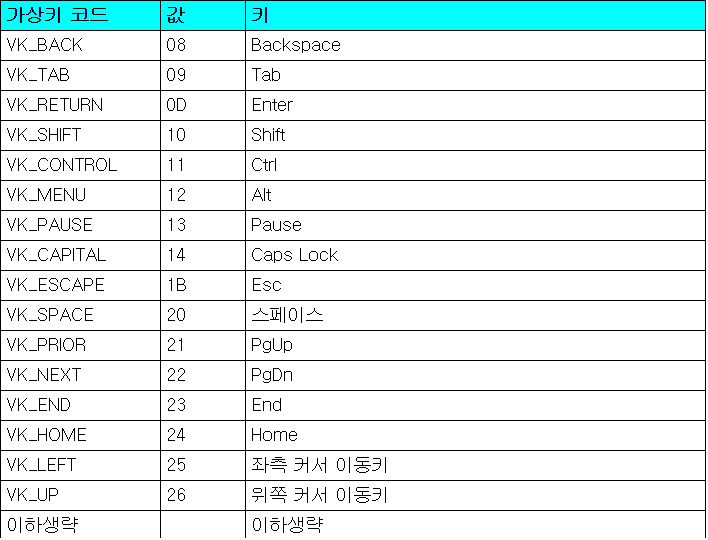 가상키 코드 값 키
VK_BACK 08 Backspace
VK_TAB 09 Tab
VK_RETURN 0D Enter
VK_SHIFT 10 Shift
VK_CONTROL 11 Ctrl
VK_MENU 12 Alt
VK_PAUSE 13 Pause
VK_CAPITAL 14 Caps Lock
VK_ESCAPE 1B Esc
VK_SPACE 20 스페이스
VK_PRIOR 21 PgUp
VK_NEXT 22 PgDn
VK_END 23 End
VK_HOME 24 Home
VK_LEFT 25 좌측 커서 이동키
VK_UP 26 위쪽 커서 이동키
이하생략 이하생략